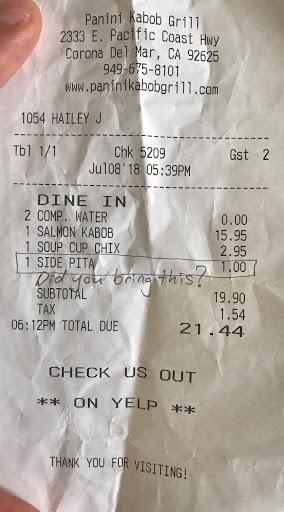 Panini Kabob Grill
2333 E. Pacific Coast Hwy
Corona Del Mar, CA 92625
949-675-8101
www.paninikabobgrill.com
1054 HAILEY J
Tbl 1/1 Chk 5209 Gst 2
Jul08'18 05:39PM
DINE IN
2 COMP. WATER 0.00
1 SALMON KABOB 15.95
1 SOUP CUP CHIX 2.95
1 SIDE PITA 1.00
Did you bring this?
SUBTOTAL 19.90
TAX 1.54
06:12PM TOTAL DUE 21.44
CHECK US OUT
** ON YELP **
THANK YOU FOR VISITING!